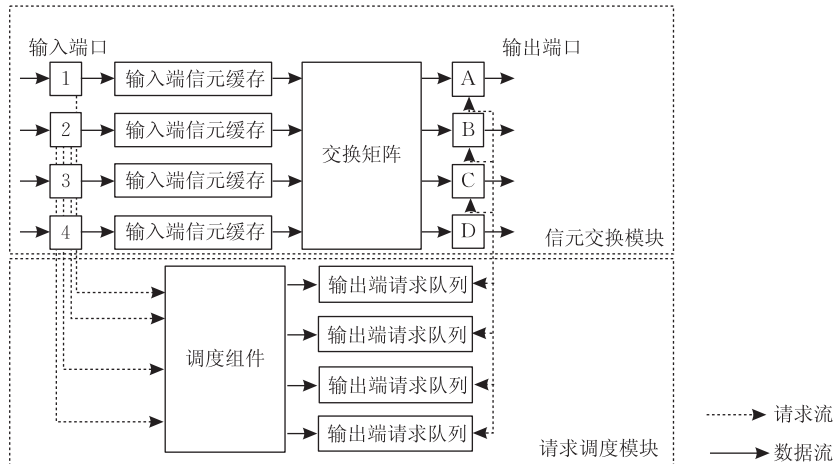 输入端口
输出端口
1
输入端信元缓存
A
2
输入端信元缓存
B
3
输入端信元缓存
C
4
输入端信元缓存
D
交换矩阵
信元交换模块
调度组件
输出端请求队列
输出端请求队列
输出端请求队列
输出端请求队列
请求调度模块
请求流
数据流